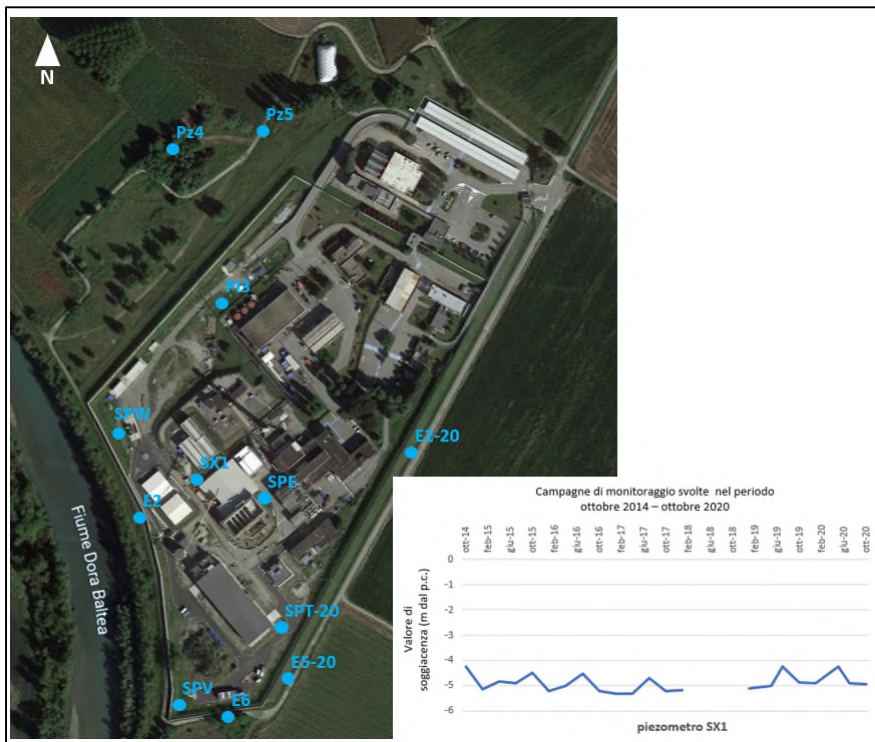 N
Pz5
Pz4
Pt3
SPW
E2-20
SX1
SPE
E2
Fiume Dora Baltea
SPT-20
E5-20
SPV
E6
Campagne di monitoraggio svolte nel periodo
ottobre 2014 – ottobre 2020
ott-14
feb-15
giu-15
ott-15
feb-16
giu-16
ott-16
feb-17
giu-17
ott-17
feb-18
giu-18
ott-18
feb-19
giu-19
ott-19
feb-20
giu-20
ott-20
Valore di
soggiacenza (m dal p.c.)
0
-1
-2
-3
-4
-5
-6
piezometro SX1